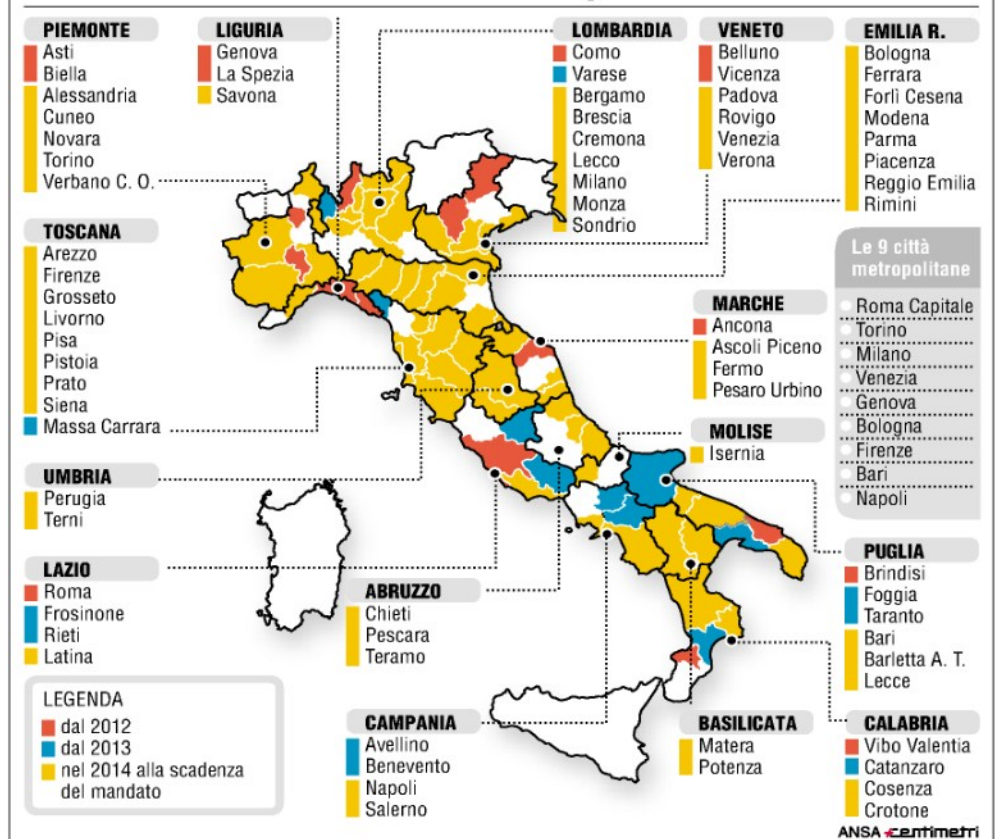 PIEMONTE
Asti
Biella
Alessandria
Cuneo
Novara
Torino
Verbano C. O.
LIGURIA
Genova
La Spezia
Savona
LOMBARDIA
Como
Varese
Bergamo
Brescia
Cremona
Lecco
Milano
Monza
Sondrio
VENETO
Belluno
Vicenza
Padova
Rovigo
Venezia
Verona
EMILIA R.
Bologna
Ferrara
Forlì Cesena
Modena
Parma
Piacenza
Reggio Emilia
Rimini
TOSCANA
Arezzo
Firenze
Grosseto
Livorno
Pisa
Pistoia
Prato
Siena
Massa Carrara
Le 9 città
metropolitane
Roma Capitale
Torino
Milano
Venezia
Genova
Bologna
Firenze
Bari
Napoli
MARCHE
Ancona
Ascoli Piceno
Fermo
Pesaro Urbino
MOLISE
Isernia
UMBRIA
Perugia
Terni
LAZIO
Roma
Frosinone
Rieti
Latina
ABRUZZO
Chieti
Pescara
Teramo
PUGLIA
Brindisi
Foggia
Taranto
Bari
Barletta A. T.
Lecce
LEGENDA
dal 2012
dal 2013
nel 2014 alla scadenza
del mandato
CAMPANIA
Avellino
Benevento
Napoli
Salerno
BASILICATA
Matera
Potenza
CALABRIA
Vibo Valentia
Catanzaro
Cosenza
Crotone
ANSA centimetri